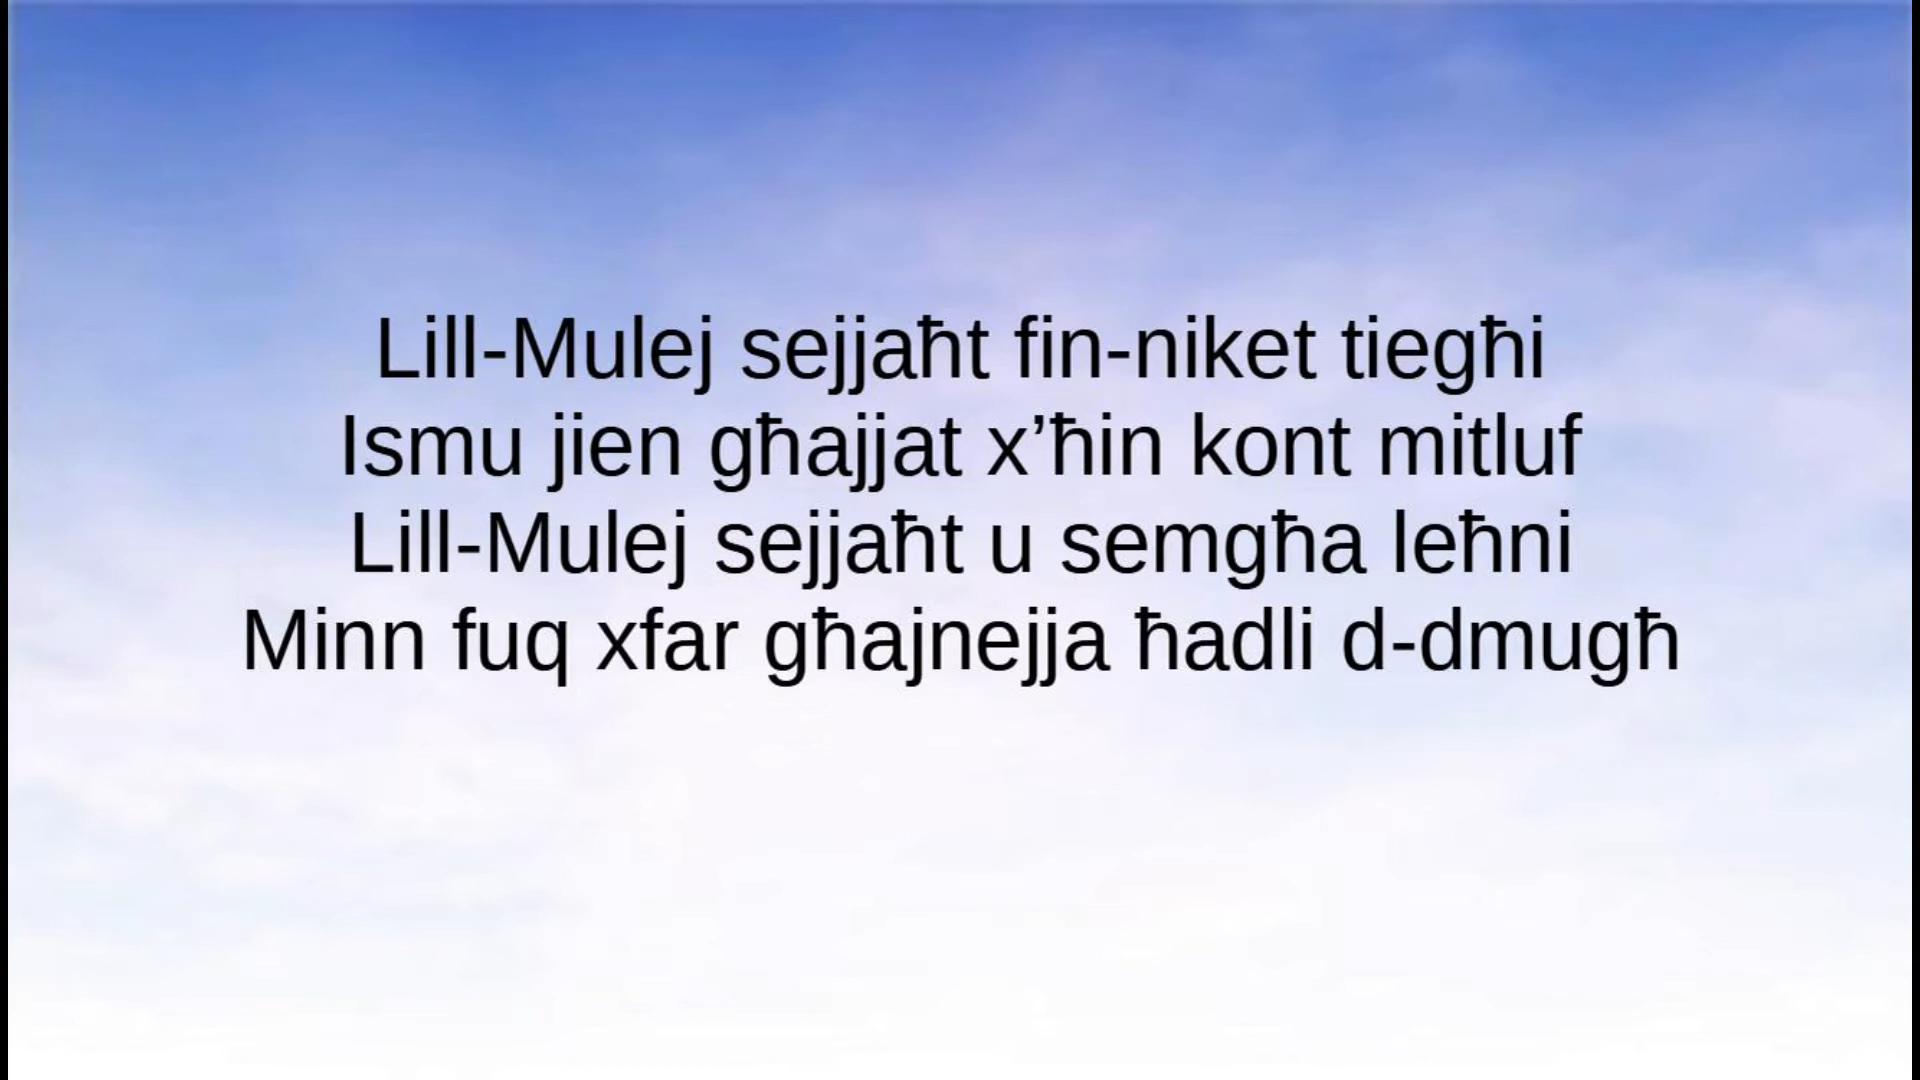 Lill-Mulej sejjaħt fin-niket tiegħi
Ismu jien għajjat x’ħin kont mitluf
Lill-Mulej sejjaħt u semgħa leħni
Minn fuq xfar għajnejja ħadli d-dmugħ